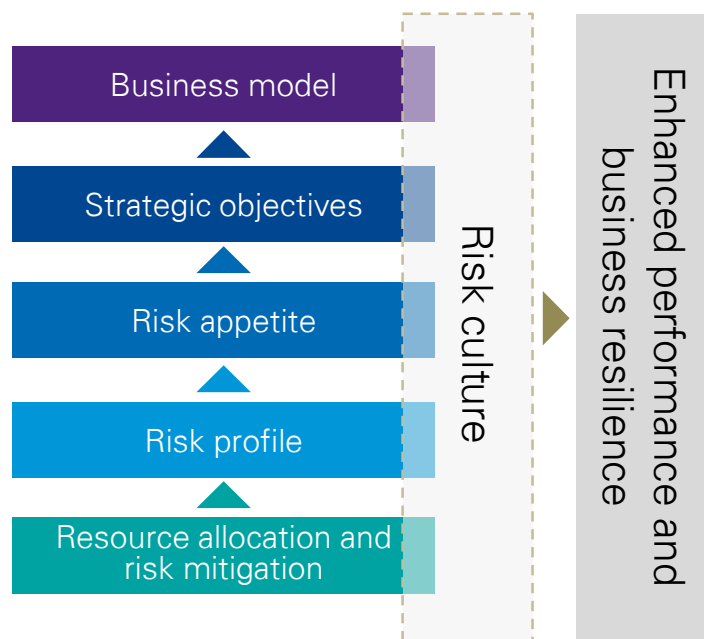 Business model
Strategic objectives
Risk appetite
Risk profile
Resource allocation and
risk mitigation
Risk culture
Enhanced performance and
business resilience